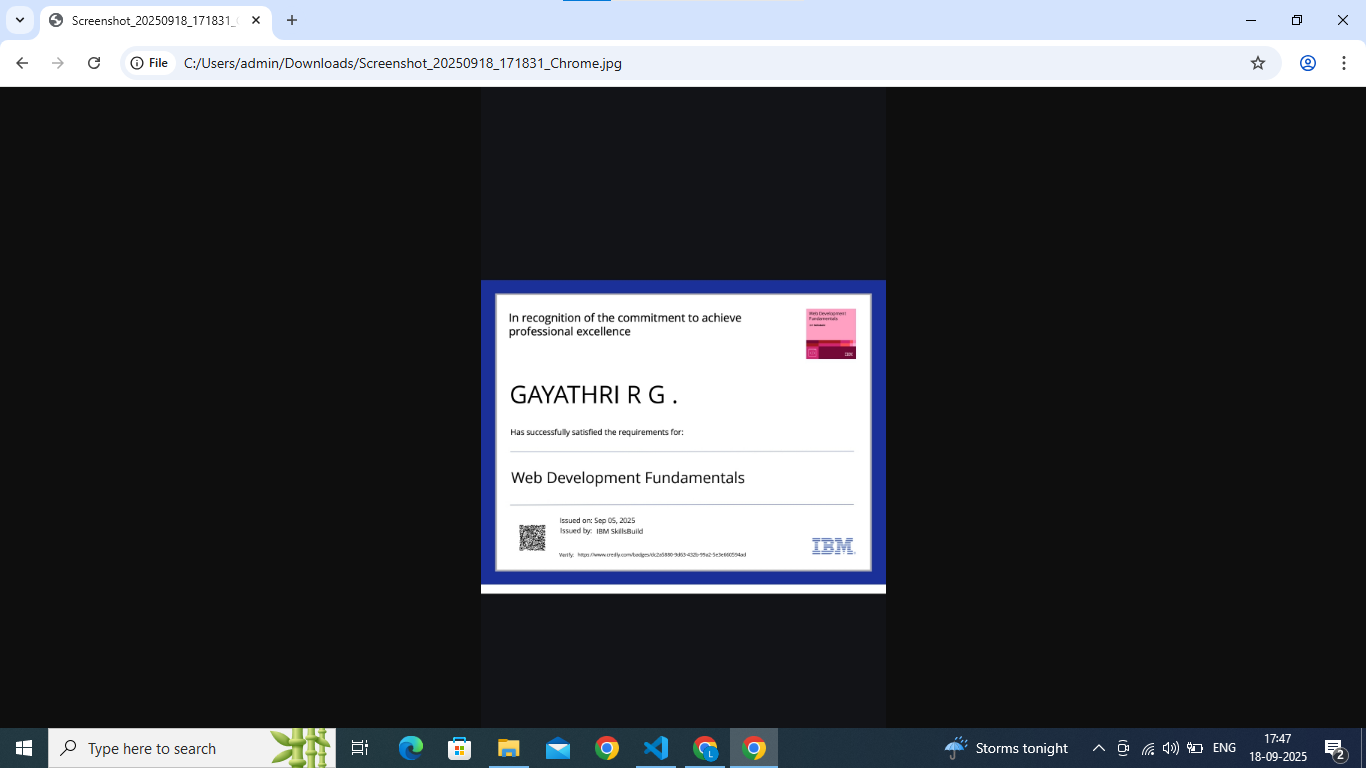 Screenshot_20250918_171831_
File
C:/Users/admin/Downloads/Screenshot_20250918_171831_Chrome.jpg
In recognition of the commitment to achieve
professional excellence
Web Development
Fundamentals
IBM
GAYATHRI R G .
Has successfully satisfied the requirements for:
Web Development Fundamentals
Issued on: Sep 05, 2025
Issued by: IBM SkillsBuild
Verify: https://www.credly.com/badges/
IBM
Type here to search
L
Storms tonight
ENG
17:47
18-09-2025
2